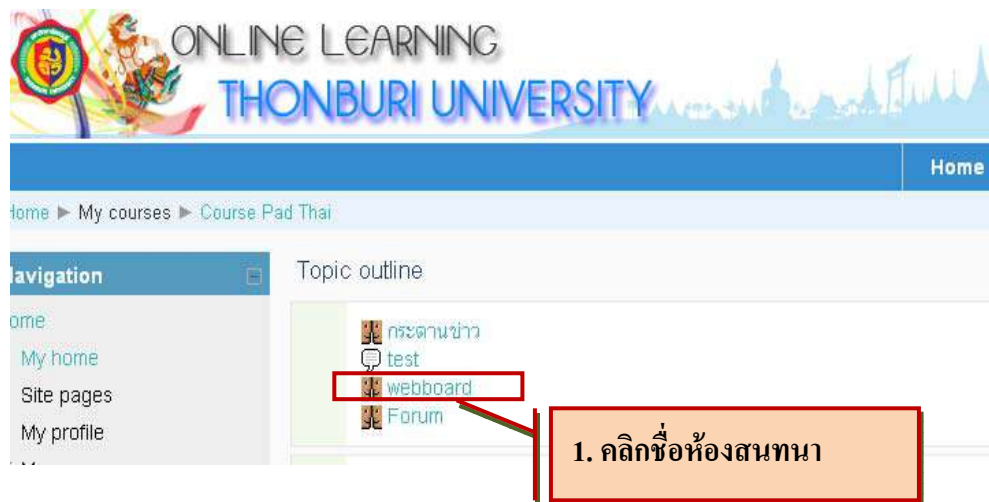 ONLINE LEARNING
THONBURI UNIVERSITY
Home
Home ► My courses ► Course Pad Thai
Navigation
Topic outline
ome
กระดานข่าว
My home
test
Site pages
webboard
My profile
Forum
1. คลิกชื่อห้องสนทนา